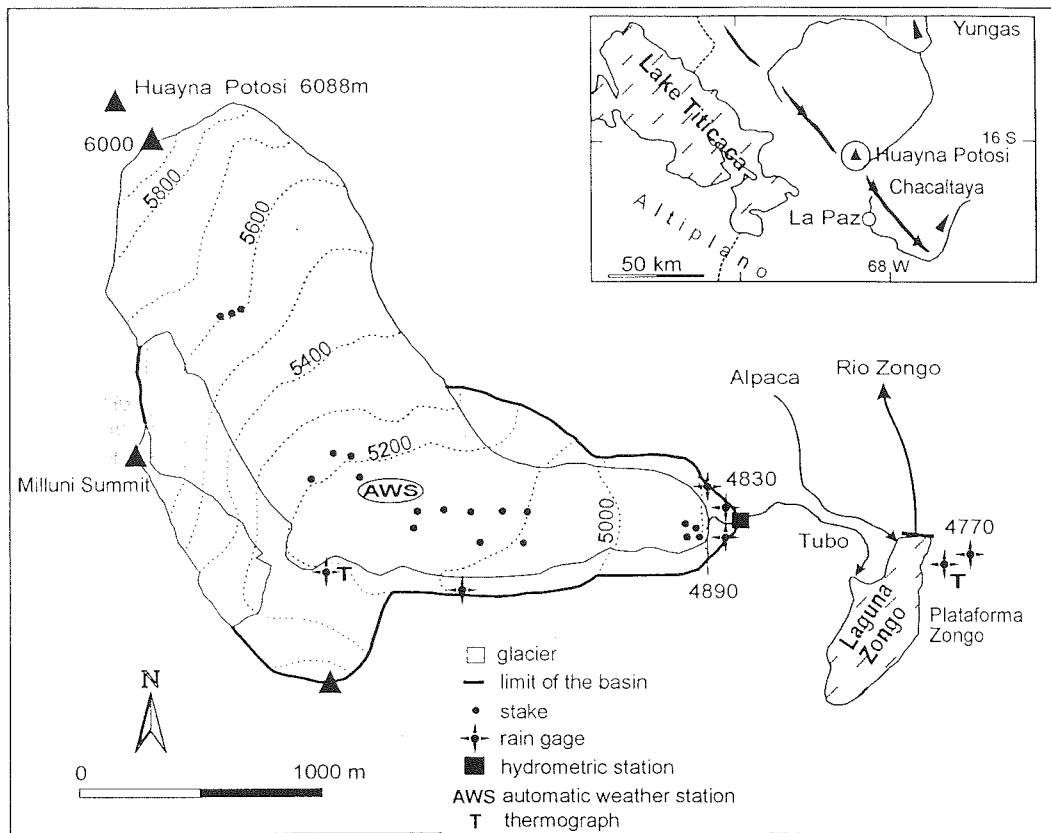 Huayna Potosi 6088m
6000
5800
5600
5400
5200
AWS
5000
Milluni Summit
T
4830
4890
Alpaca
Rio Zongo
Tubo
4770
T
Laguna
Zongo
Plataforma
Zongo
Yungas
Lake Titicaca
16 S
Huayna Potosi
Chacaltaya
La Paz
Altiplano
50 km
68 W
N
0
1000 m
glacier
limit of the basin
stake
rain gage
hydrometric station
AWS automatic weather station
T thermograph